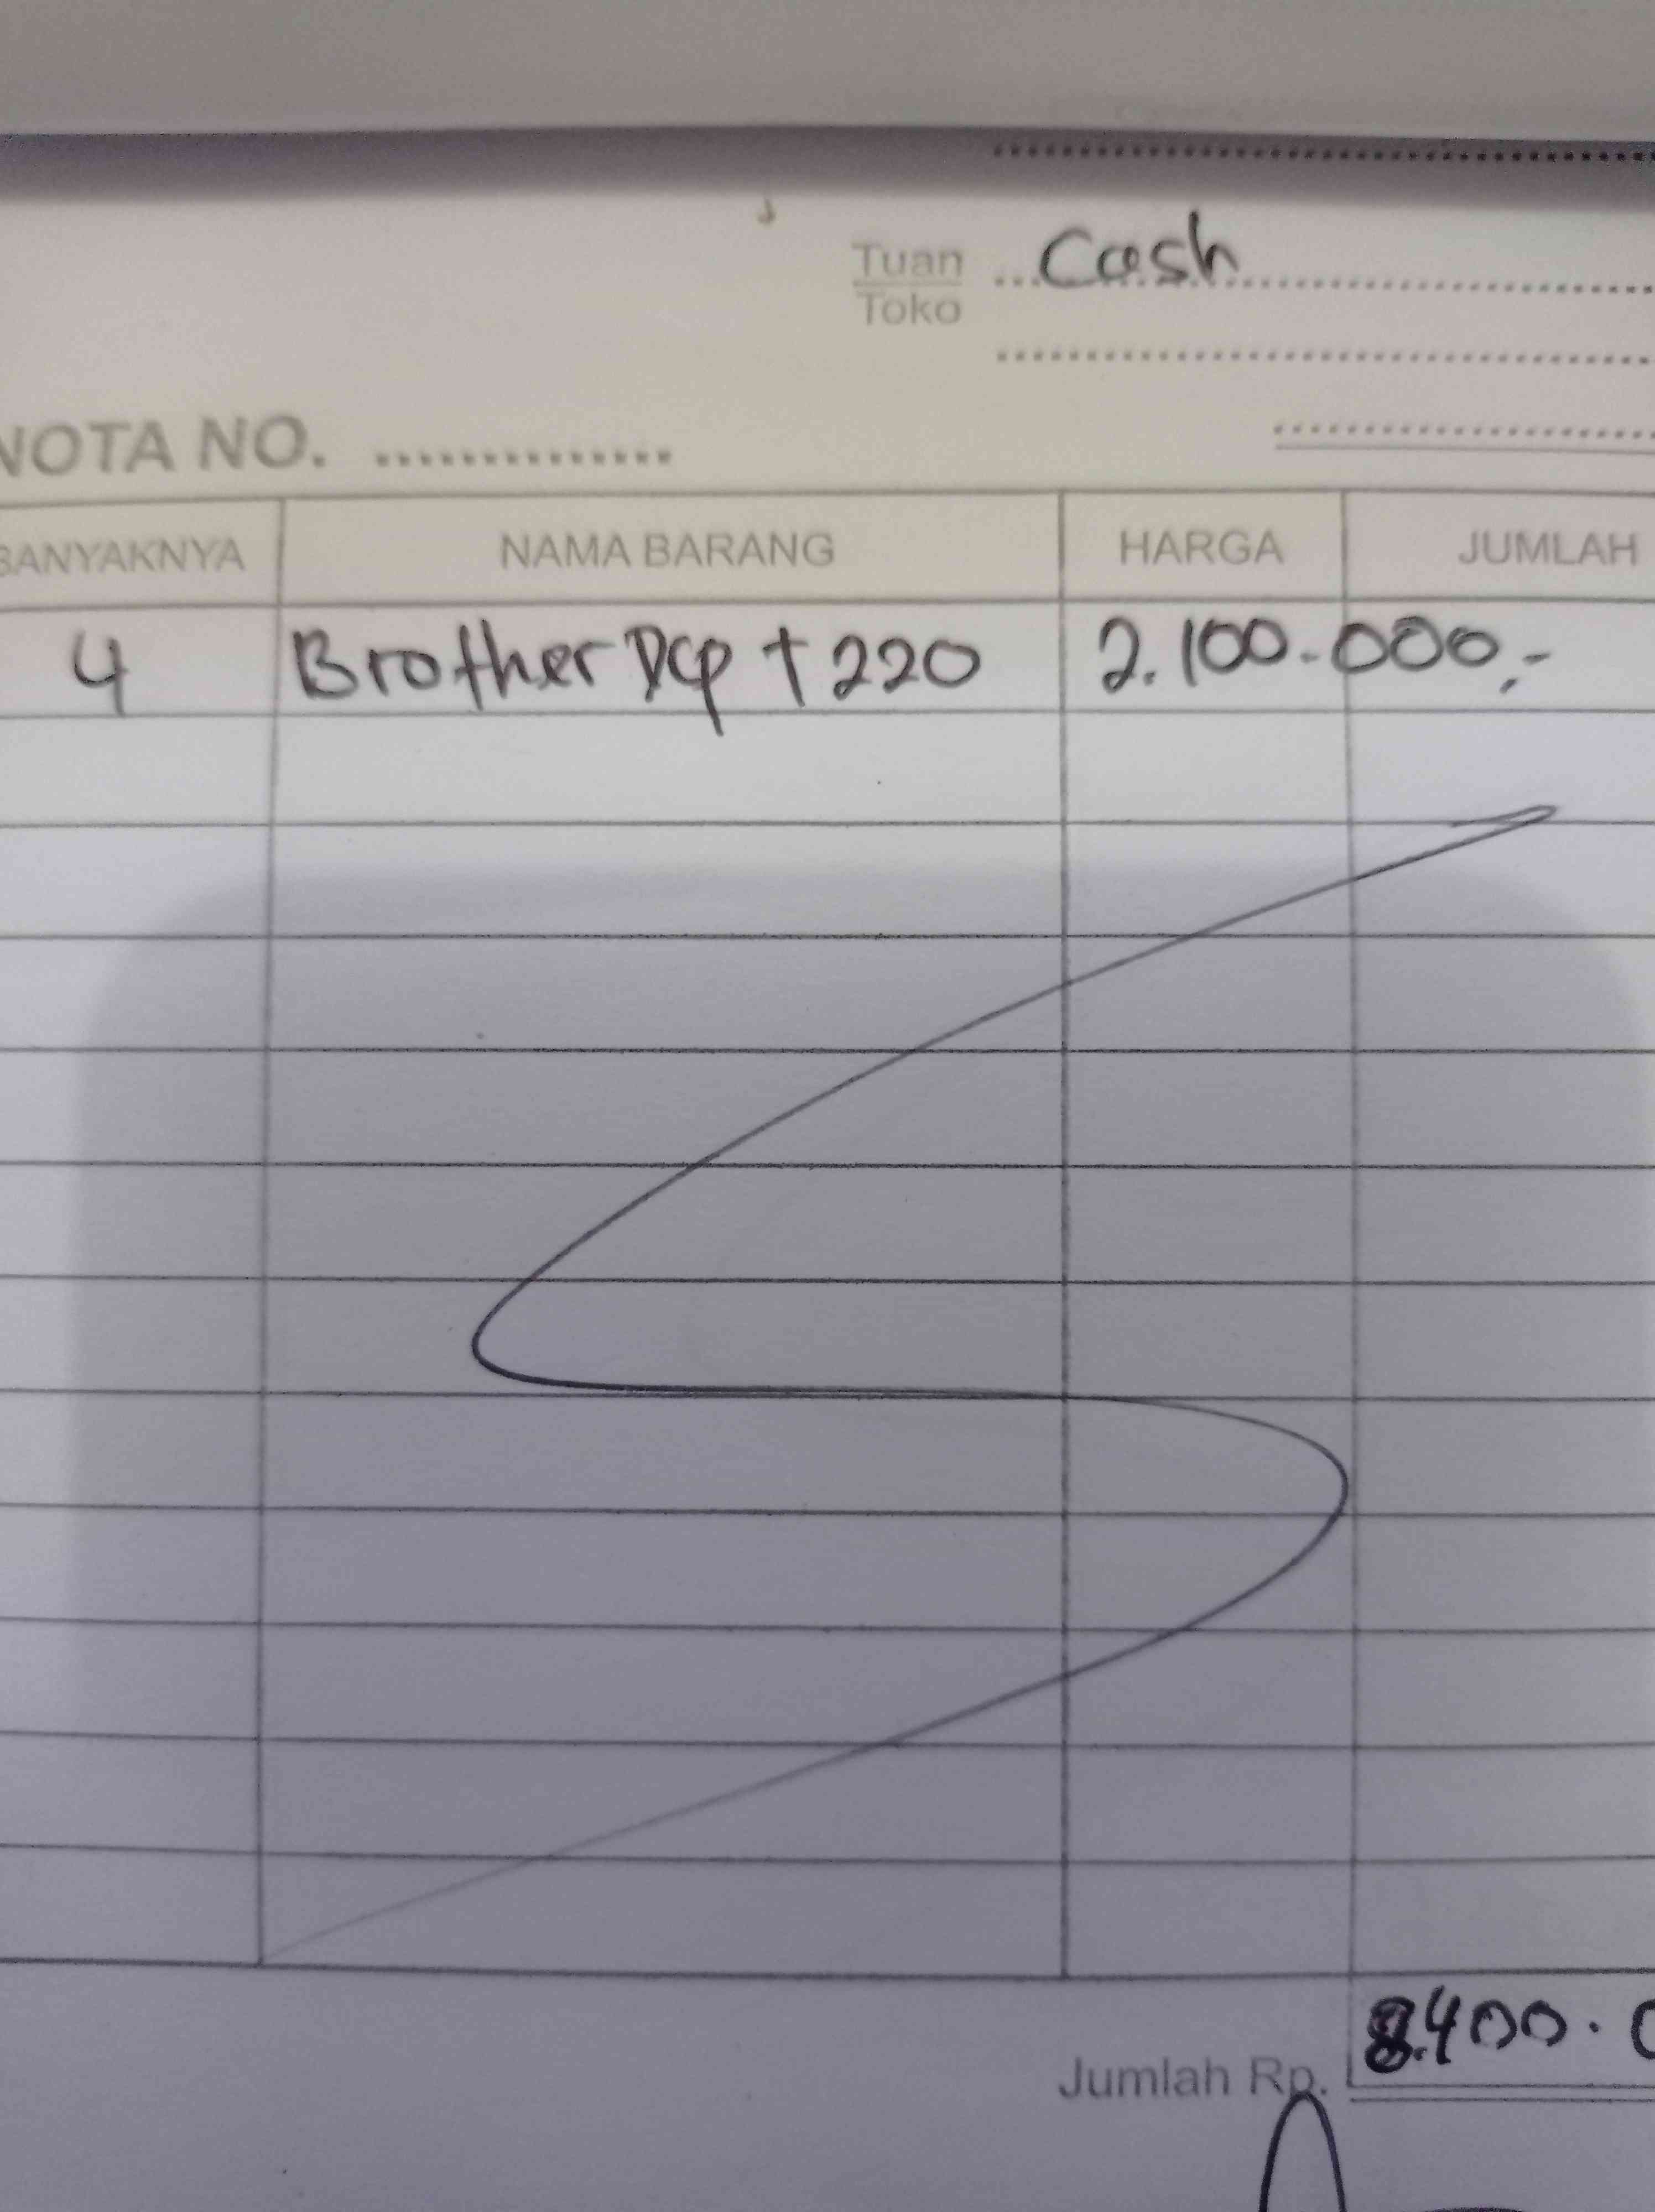 Tuan Cash
Toko
NOTA NO.
BANYAKNYA NAMA BARANG HARGA JUMLAH
4 Brother Dcp T 220 2.100.000,-
Jumlah Rp. 8.400.0